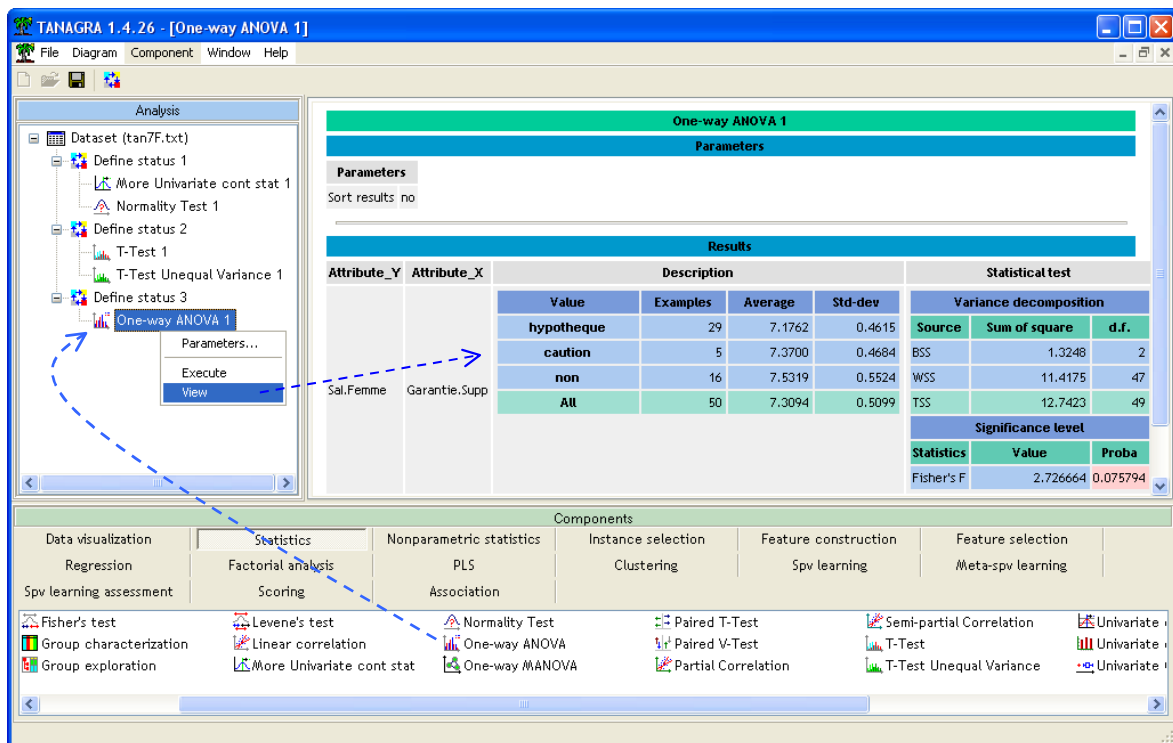 TANAGRA 1.4.26 - [One-way ANOVA 1]
File Diagram Component Window Help
Analysis
Dataset (tan7F.txt)
Define status 1
More Univariate cont stat 1
Normality Test 1
Define status 2
T-Test 1
T-Test Unequal Variance 1
Define status 3
One-way ANOVA 1
Parameters...
Execute
View
One-way ANOVA 1
Parameters
Parameters
Sort results no
Results
Attribute_Y Attribute_X Description Statistical test
Value Examples Average Std-dev
hypotheque 29 7.1762 0.4615
caution 5 7.3700 0.4684
non 16 7.5319 0.5524
All 50 7.3094 0.5099
Sal.Femme Garantie.Supp
Variance decomposition
Source Sum of square d.f.
BSS 1.3248 2
WSS 11.4175 47
TSS 12.7423 49
Significance level
Statistics Value Proba
Fisher's F 2.726664 0.075794
Components
Data visualization Statistics Nonparametric statistics Instance selection Feature construction Feature selection
Regression Factorial analysis PLS Clustering Spv learning Meta-spv learning
Spv learning assessment Scoring Association
Fisher's test Levene's test Normality Test Paired T-Test Semi-partial Correlation Univariate
Group characterization Linear correlation One-way ANOVA Paired V-Test T-Test Univariate
Group exploration More Univariate cont stat One-way MANOVA Partial Correlation T-Test Unequal Variance Univariate